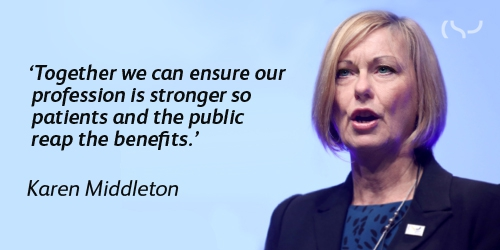 ‘Together we can ensure our
profession is stronger so
patients and the public
reap the benefits.’
Karen Middleton